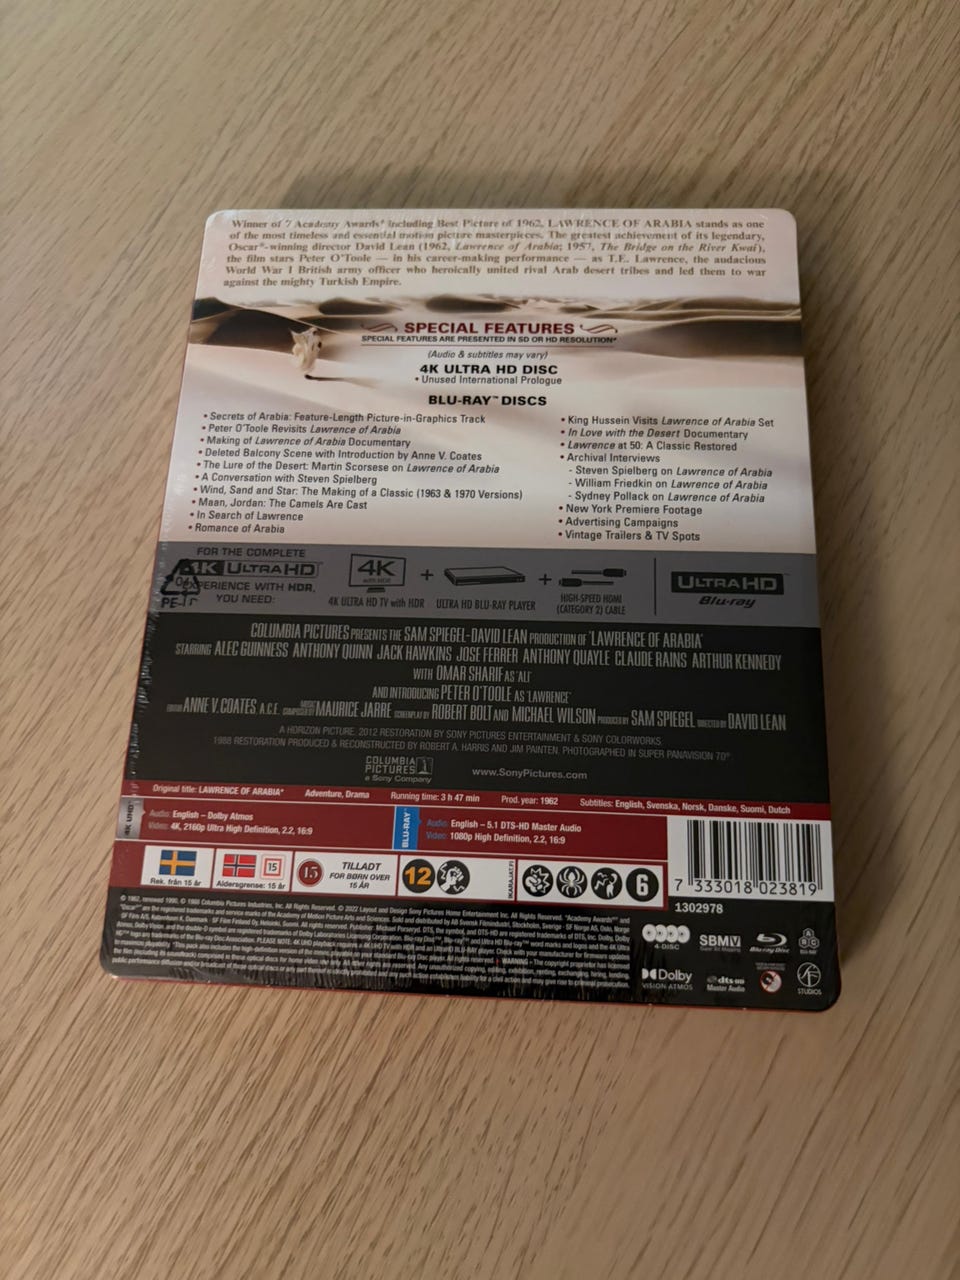 Winner of 7 Academy Awards® including Best Picture of 1962, LAWRENCE OF ARABIA stands as one
of the most timeless and essential motion picture masterpieces. The greatest achievement of its legendary,
Oscar®-winning director David Lean (1962, Lawrence of Arabia; 1957, The Bridge on the River Kwai),
the film stars Peter O'Toole — in his career-making performance — as T.E. Lawrence, the audacious
World War I British army officer who heroically united rival Arab desert tribes and led them to war
against the mighty Turkish Empire.
SPECIAL FEATURES
SPECIAL FEATURES ARE PRESENTED IN SD OR HD RESOLUTION*
(Audio & subtitles may vary)
4K ULTRA HD DISC
• Unused International Prologue
BLU-RAY™ DISCS
• Secrets of Arabia: Feature-Length Picture-in-Graphics Track
• Peter O'Toole Revisits Lawrence of Arabia
• Making of Lawrence of Arabia Documentary
• Deleted Balcony Scene with Introduction by Anne V. Coates
• The Lure of the Desert: Martin Scorsese on Lawrence of Arabia
• A Conversation with Steven Spielberg
• Wind, Sand and Star: The Making of a Classic (1963 & 1970 Versions)
• Maan, Jordan: The Camels Are Cast
• In Search of Lawrence
• Romance of Arabia
• King Hussein Visits Lawrence of Arabia Set
• In Love with the Desert Documentary
• Lawrence at 50: A Classic Restored
• Archival Interviews
- Steven Spielberg on Lawrence of Arabia
- William Friedkin on Lawrence of Arabia
- Sydney Pollack on Lawrence of Arabia
• New York Premiere Footage
• Advertising Campaigns
• Vintage Trailers & TV Spots
FOR THE COMPLETE
4K ULTRA HD
EXPERIENCE WITH HDR,
YOU NEED:
04
4K
with HDR
4K ULTRA HD TV with HDR
+
ULTRA HD BLU-RAY PLAYER
+
HIGH-SPEED HDMI
(CATEGORY 2) CABLE
ULTRA HD
Blu-ray
COLUMBIA PICTURES PRESENTS THE SAM SPIEGEL-DAVID LEAN PRODUCTION OF "LAWRENCE OF ARABIA"
STARRING ALEC GUINNESS ANTHONY QUINN JACK HAWKINS JOSE FERRER ANTHONY QUAYLE CLAUDE RAINS ARTHUR KENNEDY
WITH OMAR SHARIF AS 'ALI'
AND INTRODUCING PETER O'TOOLE AS 'LAWRENCE'
EDITOR ANNE V. COATES, A.C.E. MUSIC COMPOSED BY MAURICE JARRE SCREENPLAY BY ROBERT BOLT AND MICHAEL WILSON PRODUCED BY SAM SPIEGEL DIRECTED BY DAVID LEAN
A HORIZON PICTURE. 2012 RESTORATION BY SONY PICTURES ENTERTAINMENT & SONY COLORWORKS.
1988 RESTORATION PRODUCED & RECONSTRUCTED BY ROBERT A. HARRIS AND JIM PAINTEN. PHOTOGRAPHED IN SUPER PANAVISION 70®
COLUMBIA
PICTURES
a Sony Company
www.SonyPictures.com
Original title: LAWRENCE OF ARABIA* Adventure, Drama Running time: 3 h 47 min Prod. year: 1962 Subtitles: English, Svenska, Norsk, Danske, Suomi, Dutch
4K UHD
Audio: English – Dolby Atmos
Video: 4K, 2160p Ultra High Definition, 2.2, 16:9
BLU-RAY
Audio: English – 5.1 DTS-HD Master Audio
Video: 1080p High Definition, 2.2, 16:9
Rek. från 15 år
15
Aldersgrense: 15 år
15
TILLADT
FOR BØRN OVER
15 ÅR
12
IKARAJAT.FI
6
7 333018 023819
1302978
4-DISC
SBMV
Blu-ray Disc
Dolby
VISION·ATMOS
dts-HD
Master Audio
A
B
C
SF
STUDIOS